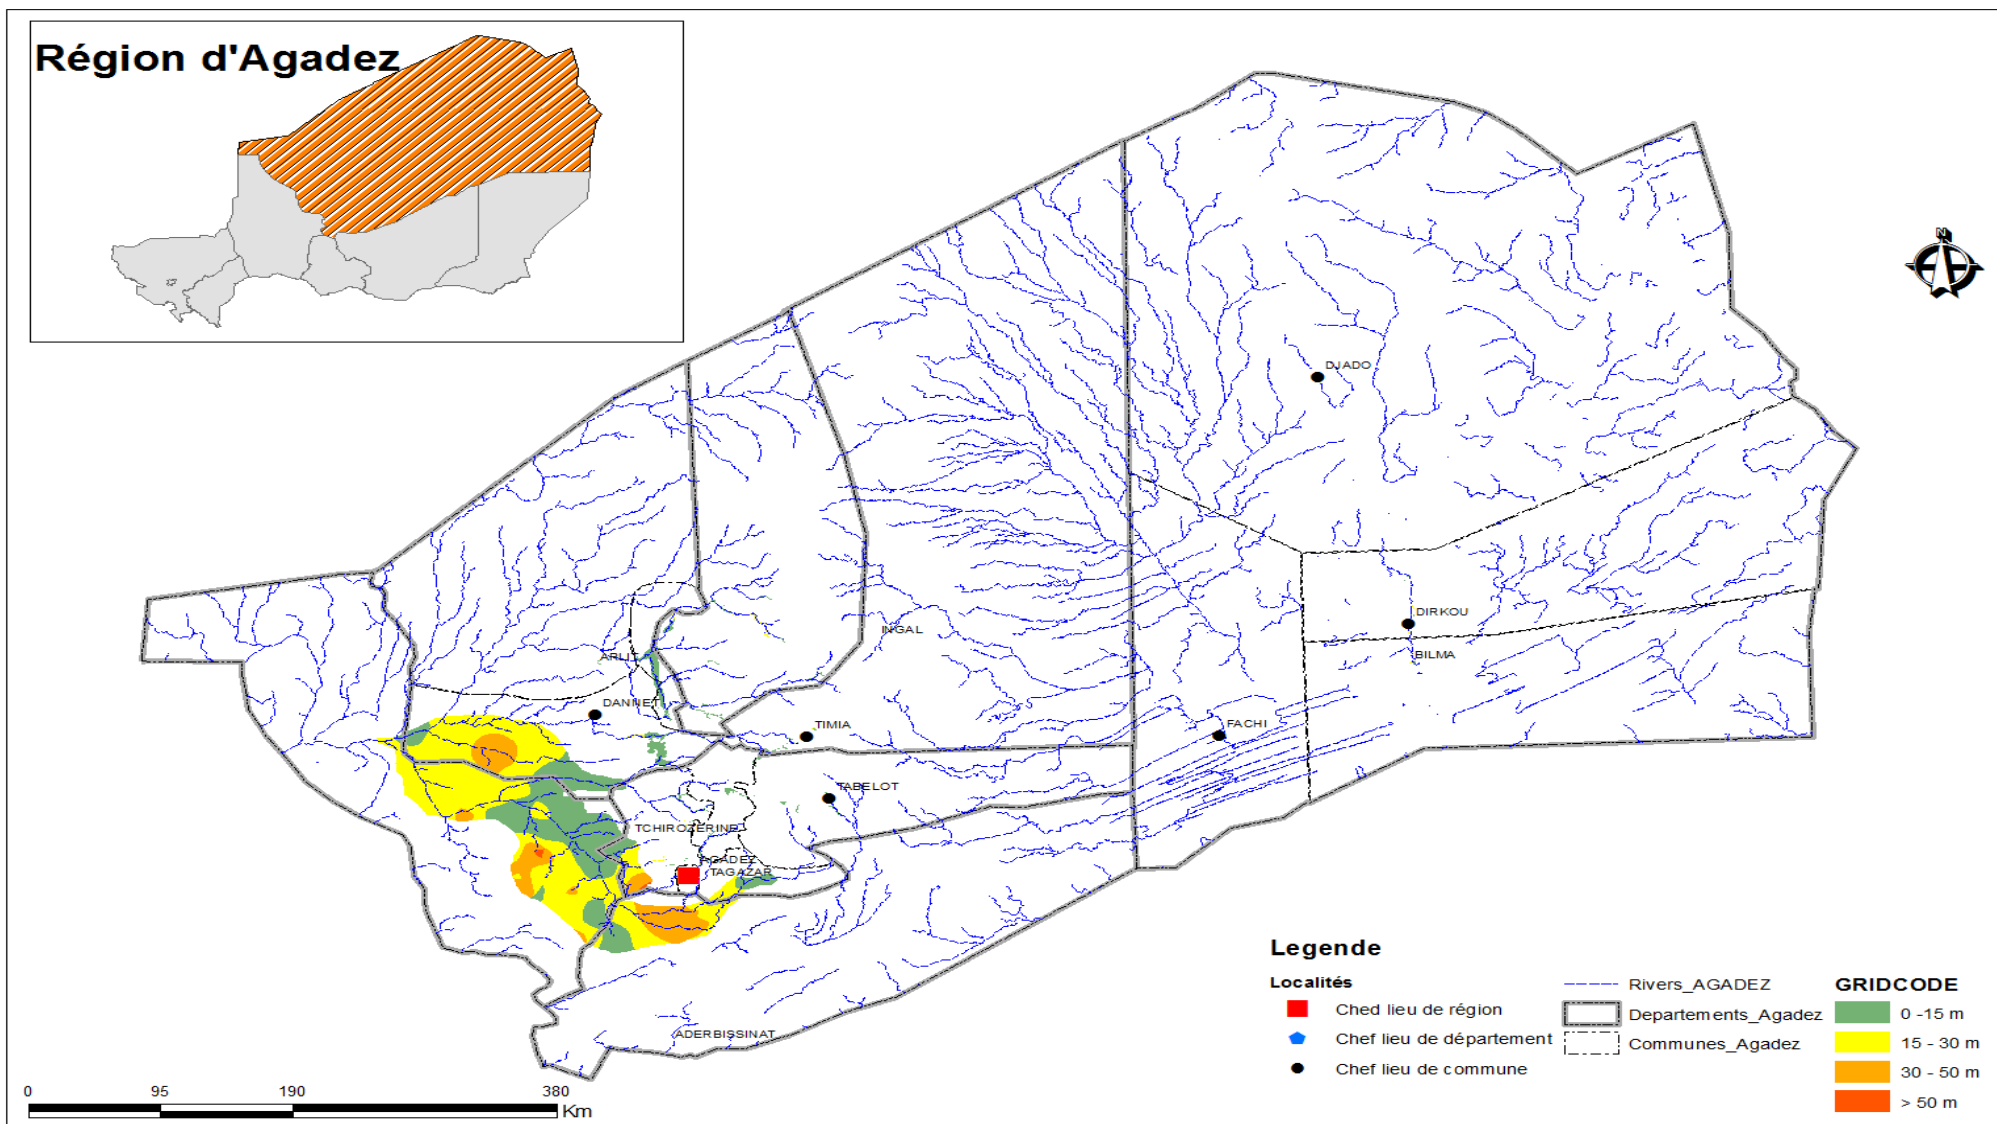 Région d'Agadez
N
DJADO
DIRKOU
INGAL
BILMA
ARLIT
DANNET
TIMIA
FACHI
TABELOT
TCHIROZERINE
AGADEZ
TAGAZAR
ADERBISSINAT
Legende
Localités
Ched lieu de région
Chef lieu de département
Chef lieu de commune
Rivers_AGADEZ
Departements_Agadez
Communes_Agadez
GRIDCODE
0 -15 m
15 - 30 m
30 - 50 m
> 50 m
0 95 190 380
Km